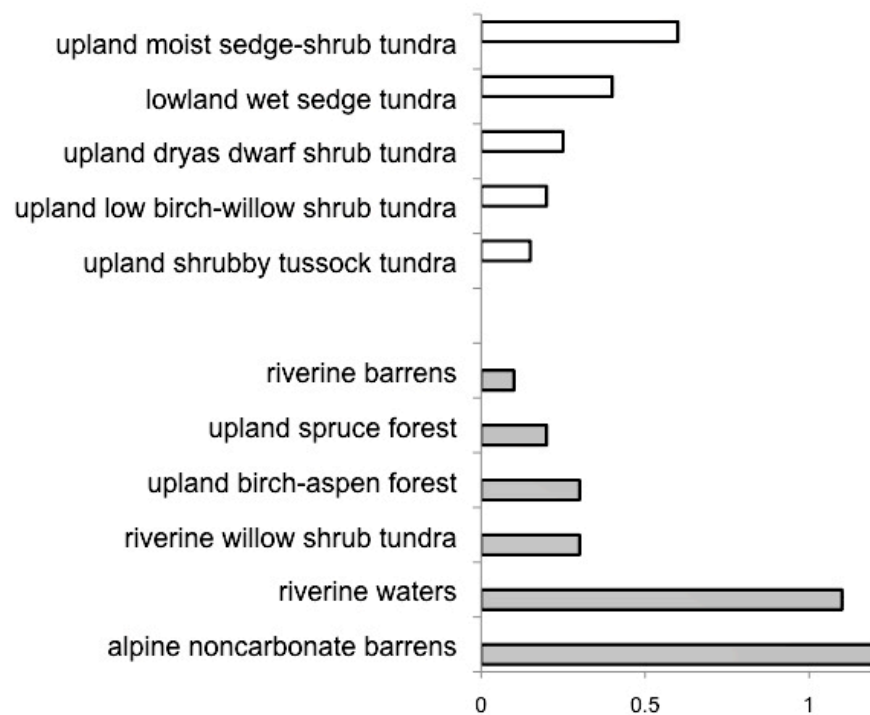 upland moist sedge-shrub tundra
lowland wet sedge tundra
upland dryas dwarf shrub tundra
upland low birch-willow shrub tundra
upland shrubby tussock tundra
riverine barrens
upland spruce forest
upland birch-aspen forest
riverine willow shrub tundra
riverine waters
alpine noncarbonate barrens
0 0.5 1